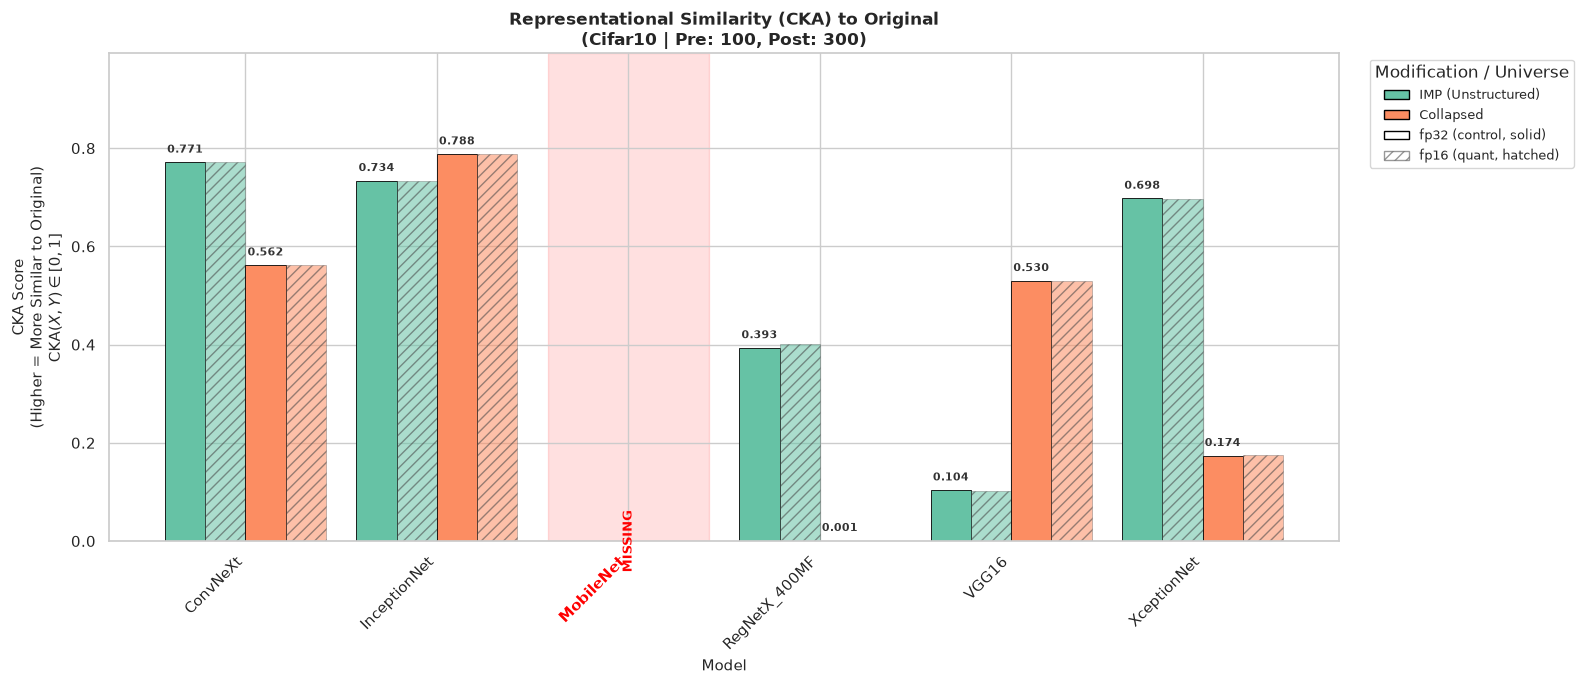 Representational Similarity (CKA) to Original
(Cifar10 | Pre: 100, Post: 300)
CKA Score
(Higher = More Similar to Original)
CKA(X, Y) ∈ [0, 1]
0.8
0.6
0.4
0.2
0.0
0.771
0.562
0.734
0.788
MISSING
0.393
0.001
0.104
0.530
0.698
0.174
ConvNeXt
InceptionNet
MobileNet
RegNetX_400MF
VGG16
XceptionNet
Model
Modification / Universe
IMP (Unstructured)
Collapsed
fp32 (control, solid)
fp16 (quant, hatched)